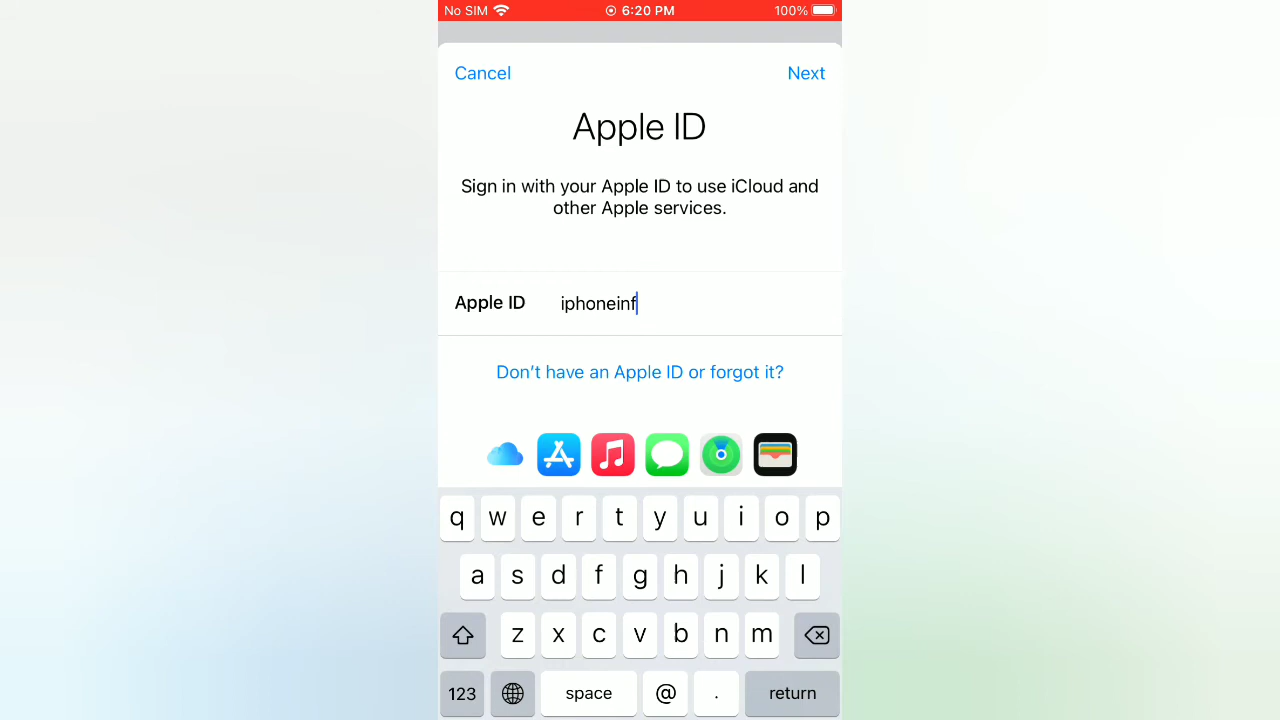 No SIM 6:20 PM 100%
Cancel Next
Apple ID
Sign in with your Apple ID to use iCloud and
other Apple services.
Apple ID iphoneinf
Don't have an Apple ID or forgot it?
q w e r t y u i o p
a s d f g h j k l
z x c v b n m
123 space @ . return